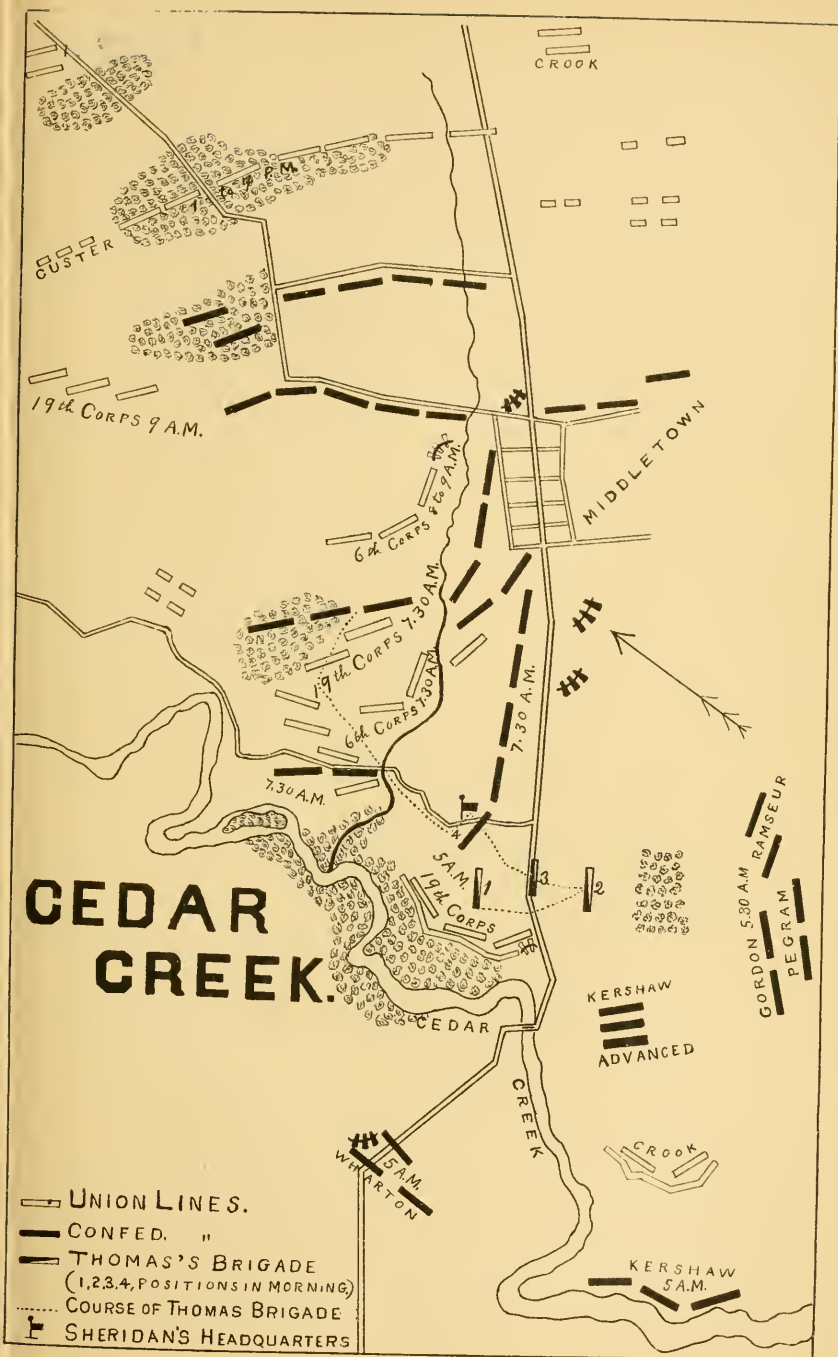 CROOK
P.M.
CUSTER
19th CORPS 9 A.M.
MIDDLETOWN
6th CORPS 8 to 9 A.M.
19th CORPS 7.30 A.M.
6th CORPS 7.30 A.M.
7.30 A.M.
7.30 A.M.
4
5 A.M.
1
3
2
19th CORPS
RAMSEUR
GORDON 5.30 A.M
PEGRAM
CEDAR
CREEK.
KERSHAW
ADVANCED
CEDAR
CREEK
CROOK
5 A.M.
WHARTON
KERSHAW
5 A.M.
UNION LINES.
CONFED. "
THOMAS'S BRIGADE
(1,2,3,4, POSITIONS IN MORNING)
COURSE OF THOMAS BRIGADE
SHERIDAN'S HEADQUARTERS